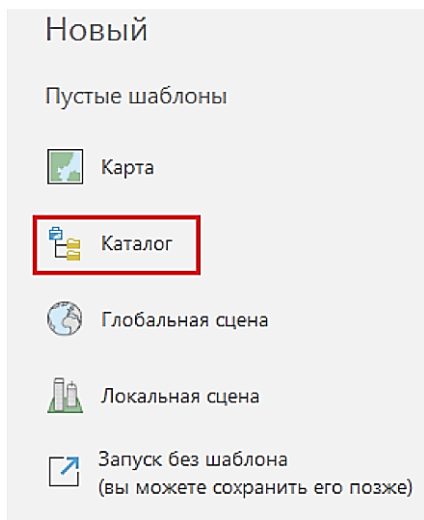 Новый
Пустые шаблоны
Карта
Каталог
Глобальная сцена
Локальная сцена
Запуск без шаблона
(вы можете сохранить его позже)